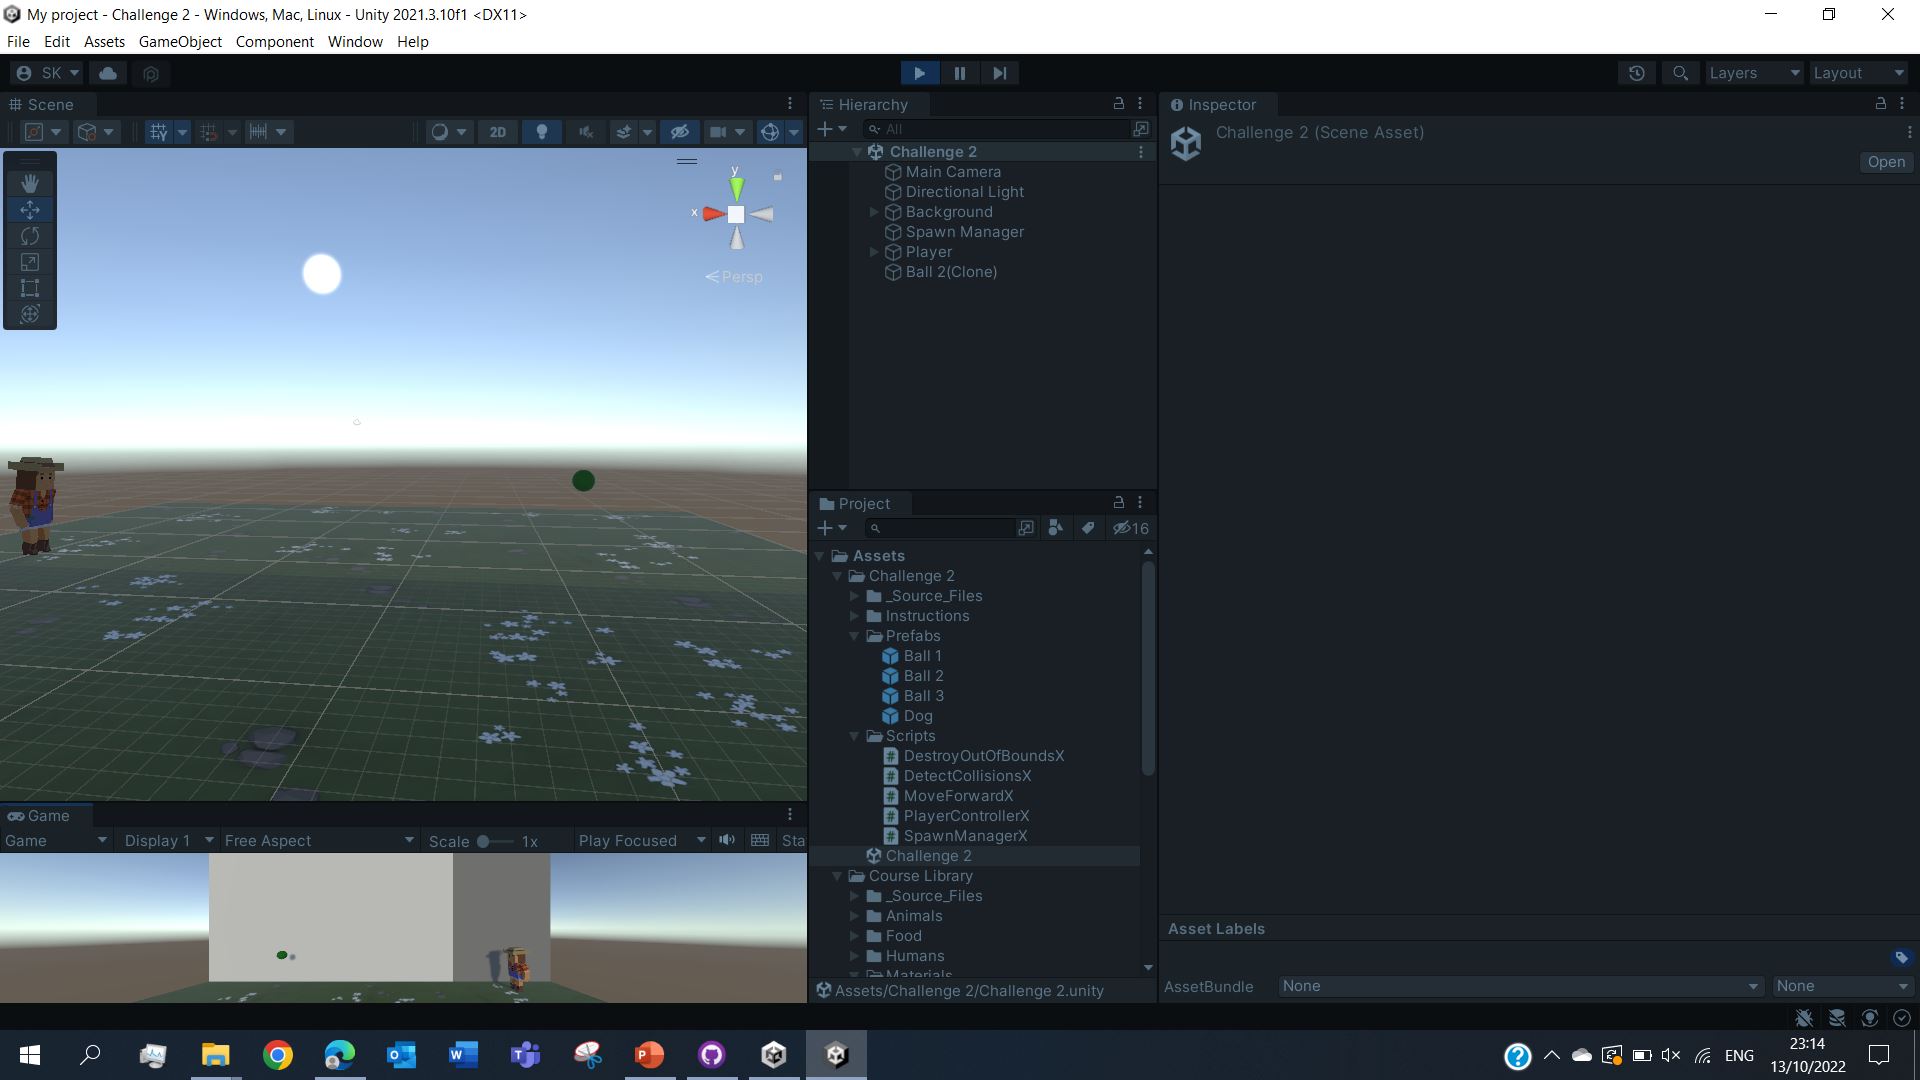 My project - Challenge 2 - Windows, Mac, Linux - Unity 2021.3.10f1 <DX11>
File Edit Assets GameObject Component Window Help
SK
Layers
Layout
Scene
2D
y
x
Persp
Hierarchy
All
Challenge 2
Main Camera
Directional Light
Background
Spawn Manager
Player
Ball 2(Clone)
Project
16
Assets
Challenge 2
_Source_Files
Instructions
Prefabs
Ball 1
Ball 2
Ball 3
Dog
Scripts
DestroyOutOfBoundsX
DetectCollisionsX
MoveForwardX
PlayerControllerX
SpawnManagerX
Challenge 2
Course Library
_Source_Files
Animals
Food
Humans
Materials
Assets/Challenge 2/Challenge 2.unity
Inspector
Challenge 2 (Scene Asset)
Open
Asset Labels
AssetBundle None None
Game
Game Display 1 Free Aspect Scale 1x Play Focused Sta
ENG
23:14
13/10/2022